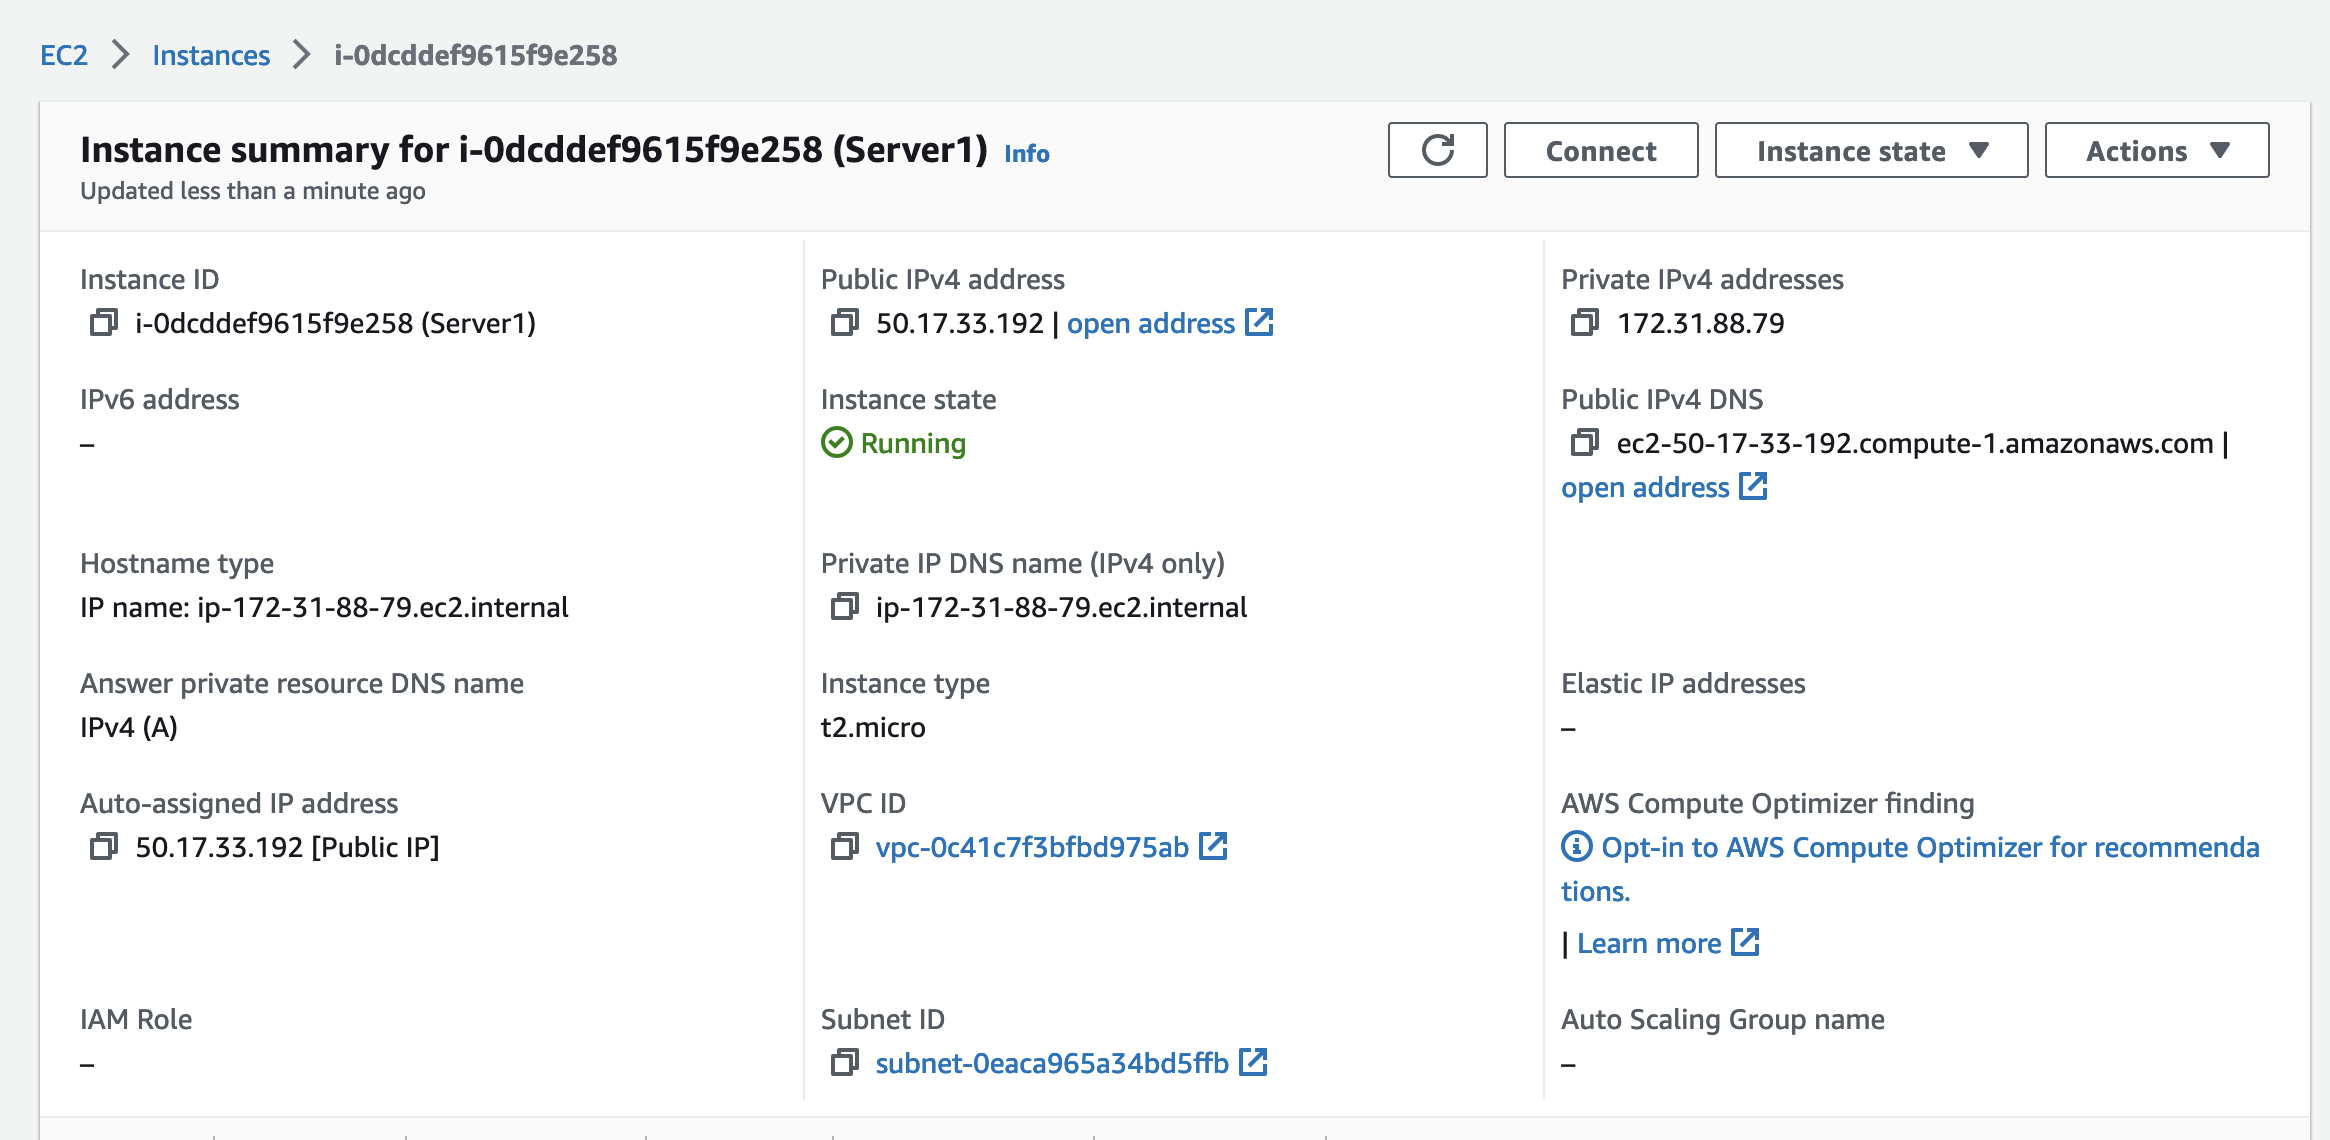 EC2 > Instances > i-0dcddef9615f9e258
Instance summary for i-0dcddef9615f9e258 (Server1) Info
Updated less than a minute ago
Connect
Instance state
Actions
Instance ID
i-0dcddef9615f9e258 (Server1)
Public IPv4 address
50.17.33.192 | open address
Private IPv4 addresses
172.31.88.79
IPv6 address
–
Instance state
Running
Public IPv4 DNS
ec2-50-17-33-192.compute-1.amazonaws.com |
open address
Hostname type
IP name: ip-172-31-88-79.ec2.internal
Private IP DNS name (IPv4 only)
ip-172-31-88-79.ec2.internal
Answer private resource DNS name
IPv4 (A)
Instance type
t2.micro
Elastic IP addresses
–
Auto-assigned IP address
50.17.33.192 [Public IP]
VPC ID
vpc-0c41c7f3bfbd975ab
AWS Compute Optimizer finding
Opt-in to AWS Compute Optimizer for recommenda
tions.
| Learn more
IAM Role
–
Subnet ID
subnet-0eaca965a34bd5ffb
Auto Scaling Group name
–